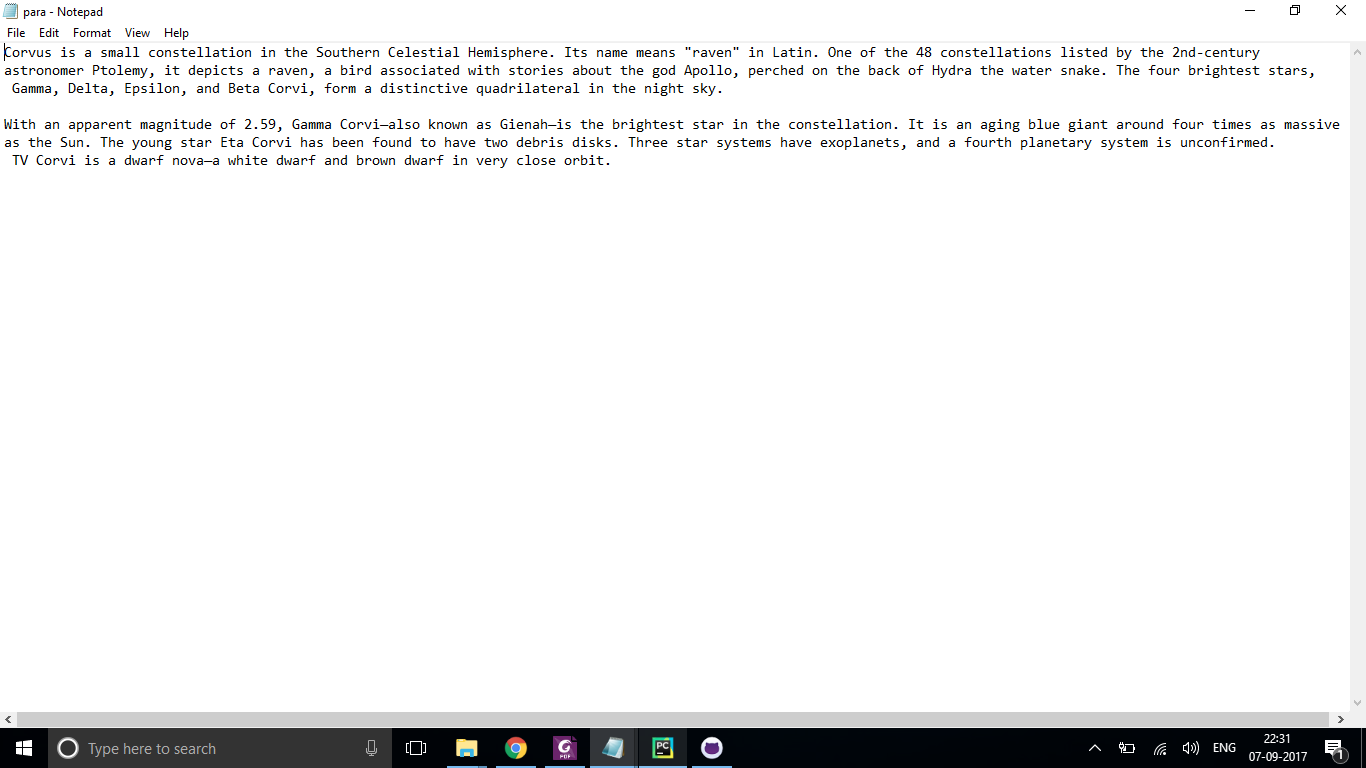 para - Notepad
File Edit Format View Help
Corvus is a small constellation in the Southern Celestial Hemisphere. Its name means "raven" in Latin. One of the 48 constellations listed by the 2nd-century
astronomer Ptolemy, it depicts a raven, a bird associated with stories about the god Apollo, perched on the back of Hydra the water snake. The four brightest stars,
Gamma, Delta, Epsilon, and Beta Corvi, form a distinctive quadrilateral in the night sky.
With an apparent magnitude of 2.59, Gamma Corvi—also known as Gienah—is the brightest star in the constellation. It is an aging blue giant around four times as massive
as the Sun. The young star Eta Corvi has been found to have two debris disks. Three star systems have exoplanets, and a fourth planetary system is unconfirmed.
TV Corvi is a dwarf nova—a white dwarf and brown dwarf in very close orbit.
Type here to search
PDF
PC
ENG
22:31
07-09-2017
1